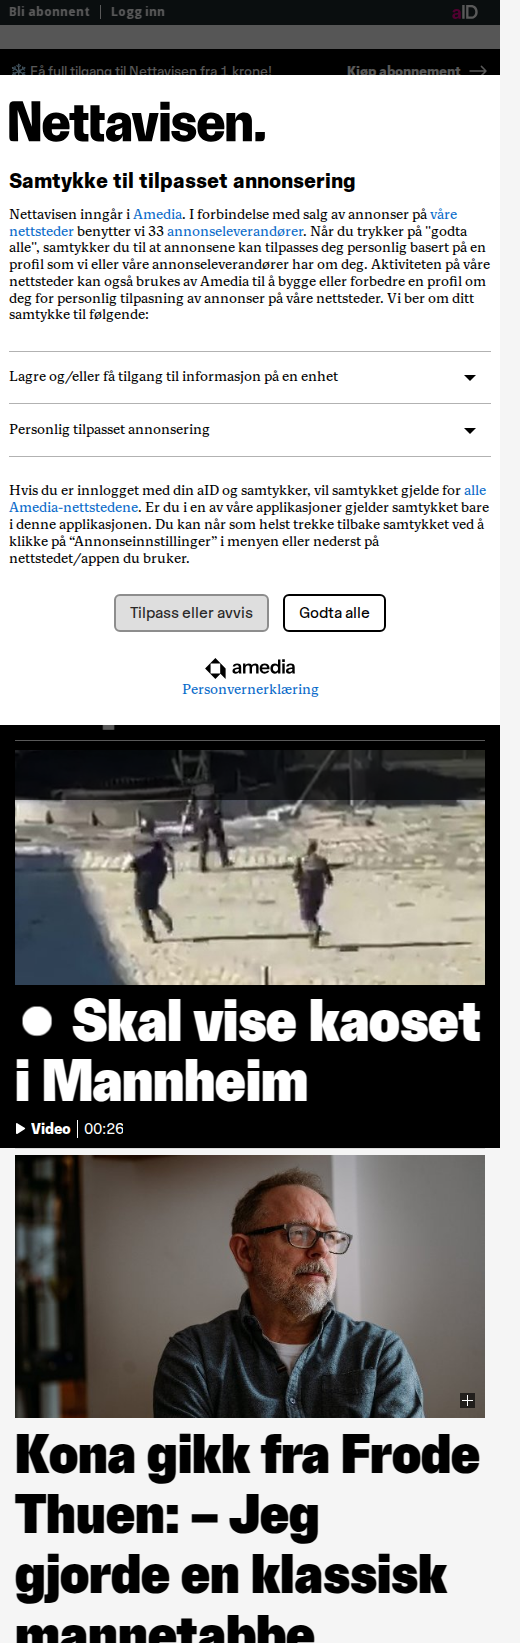 Bli abonnent
Logg inn
aID
Få full tilgang til Nettavisen fra 1 krone!
Kjøp abonnement
Nettavisen.
Samtykke til tilpasset annonsering
Nettavisen inngår i Amedia. I forbindelse med salg av annonser på våre
nettsteder benytter vi 33 annonseleverandører. Når du trykker på "godta
alle", samtykker du til at annonsene kan tilpasses deg personlig basert på en
profil som vi eller våre annonseleverandører har om deg. Aktiviteten på våre
nettsteder kan også brukes av Amedia til å bygge eller forbedre en profil om
deg for personlig tilpasning av annonser på våre nettsteder. Vi ber om ditt
samtykke til følgende:
Lagre og/eller få tilgang til informasjon på en enhet
Personlig tilpasset annonsering
Hvis du er innlogget med din aID og samtykker, vil samtykket gjelde for alle
Amedia-nettstedene. Er du i en av våre applikasjoner gjelder samtykket bare
i denne applikasjonen. Du kan når som helst trekke tilbake samtykket ved å
klikke på “Annonseinnstillinger” i menyen eller nederst på
nettstedet/appen du bruker.
Tilpass eller avvis
Godta alle
amedia
Personvernerklæring
Skal vise kaoset
i Mannheim
Video
00:26
Kona gikk fra Frode
Thuen: – Jeg
gjorde en klassisk
mannetabbe